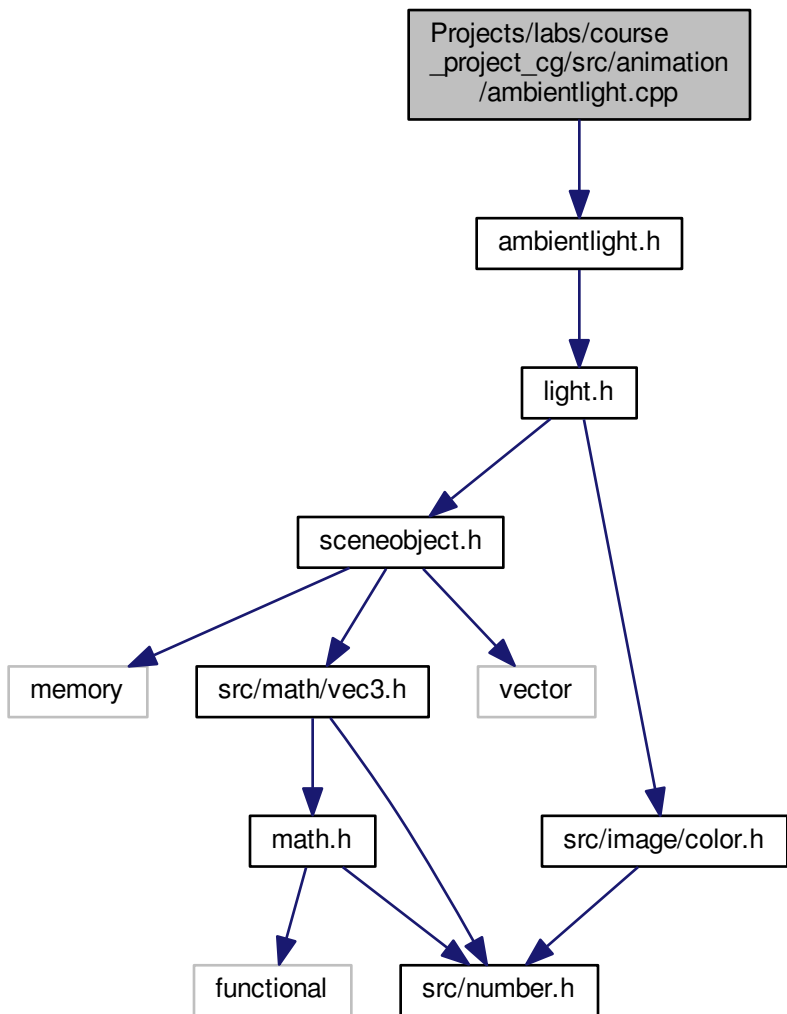 Projects/labs/course
_project_cg/src/animation
/ambientlight.cpp
ambientlight.h
light.h
sceneobject.h
memory
src/math/vec3.h
vector
math.h
src/image/color.h
functional
src/number.h